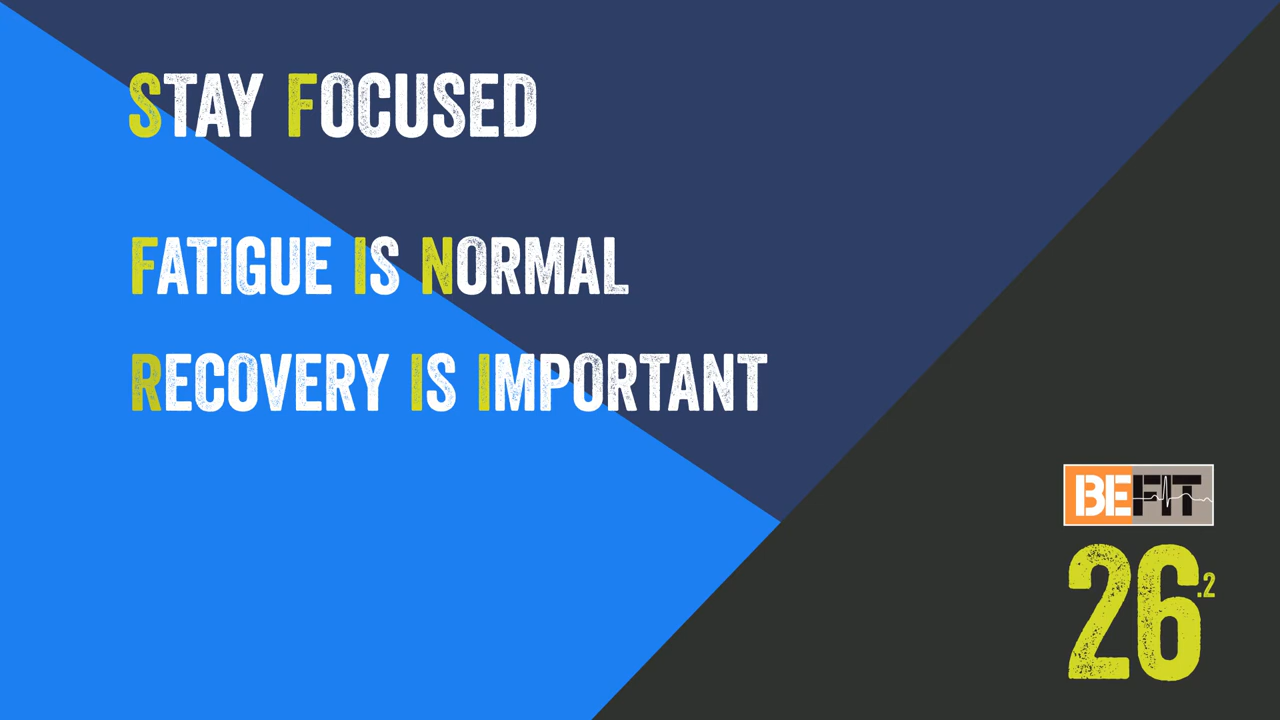 Stay Focused
Fatigue Is Normal
Recovery Is Important
BEFIT
26.2